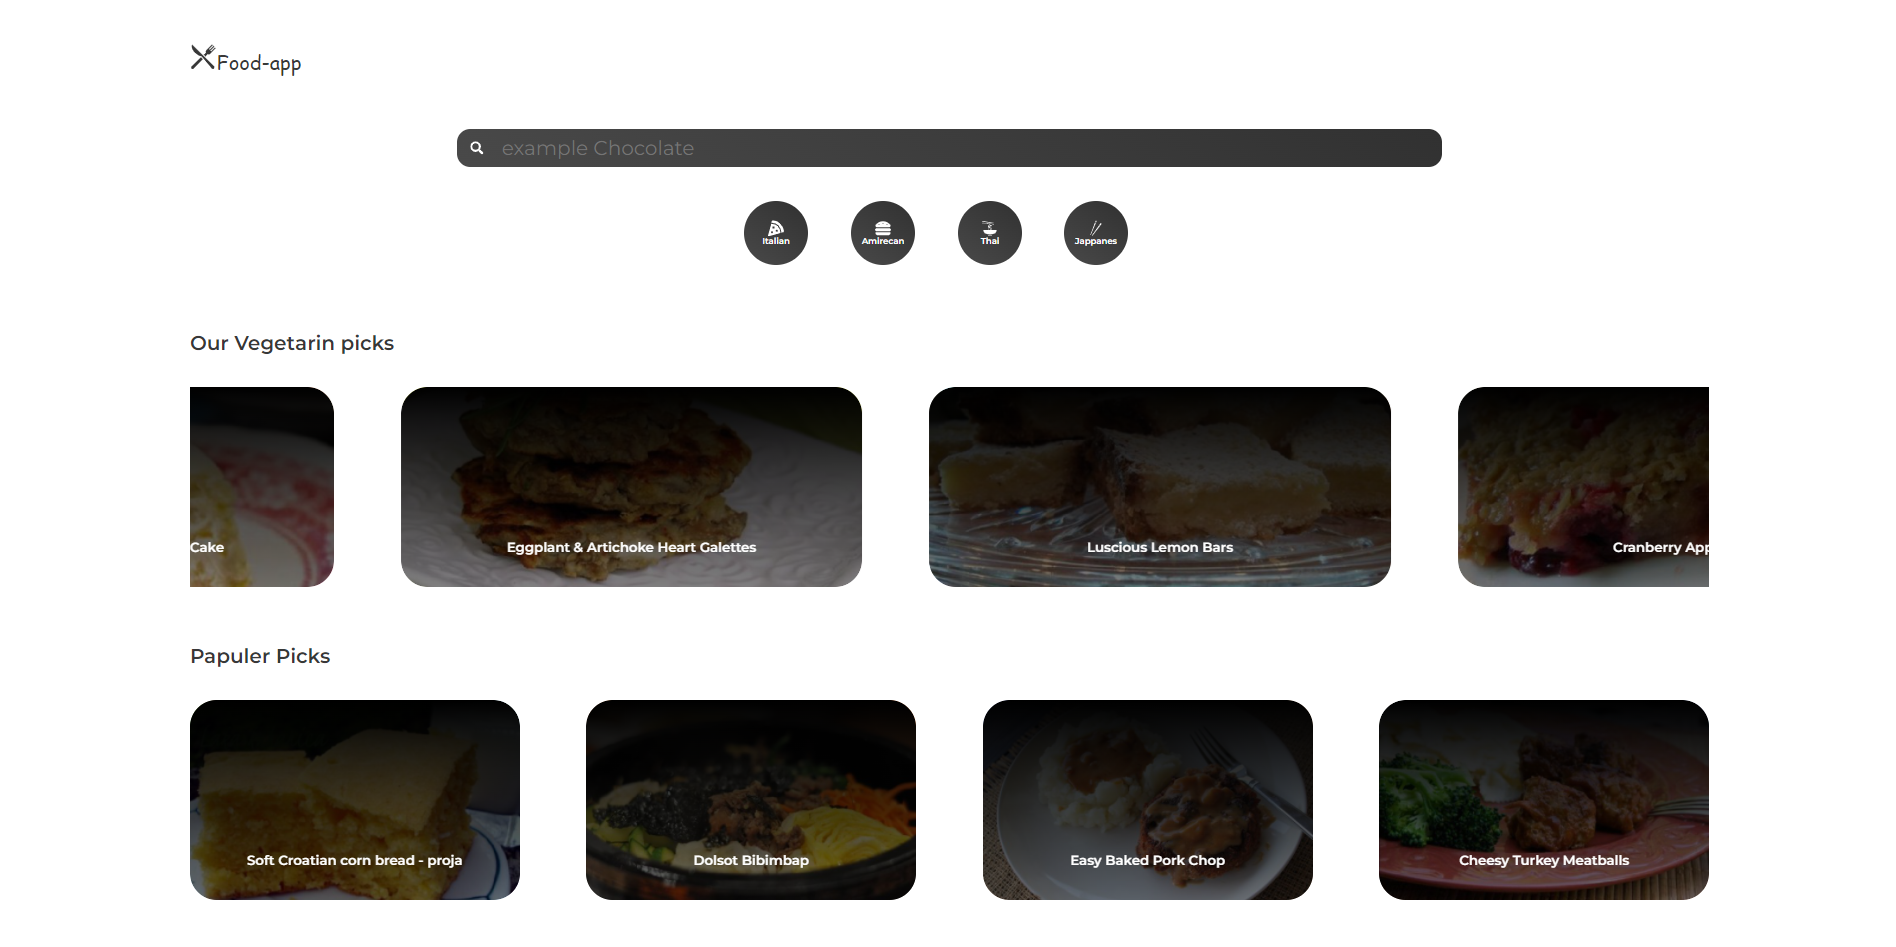 Food-app
example Chocolate
Italian
Amirecan
Thai
Jappanes
Our Vegetarin picks
Cake
Eggplant & Artichoke Heart Galettes
Luscious Lemon Bars
Cranberry App
Papuler Picks
Soft Croatian corn bread - proja
Dolsot Bibimbap
Easy Baked Pork Chop
Cheesy Turkey Meatballs